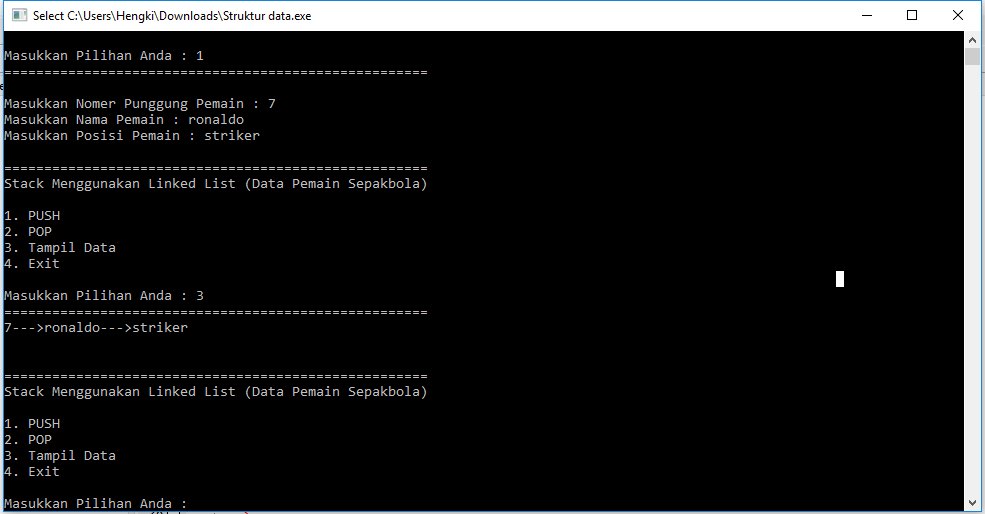 Select C:\Users\Hengki\Downloads\Struktur data.exe
Masukkan Pilihan Anda : 1
=====================================================
Masukkan Nomer Punggung Pemain : 7
Masukkan Nama Pemain : ronaldo
Masukkan Posisi Pemain : striker
=====================================================
Stack Menggunakan Linked List (Data Pemain Sepakbola)
1. PUSH
2. POP
3. Tampil Data
4. Exit
Masukkan Pilihan Anda : 3
=====================================================
7--->ronaldo--->striker
=====================================================
Stack Menggunakan Linked List (Data Pemain Sepakbola)
1. PUSH
2. POP
3. Tampil Data
4. Exit
Masukkan Pilihan Anda :